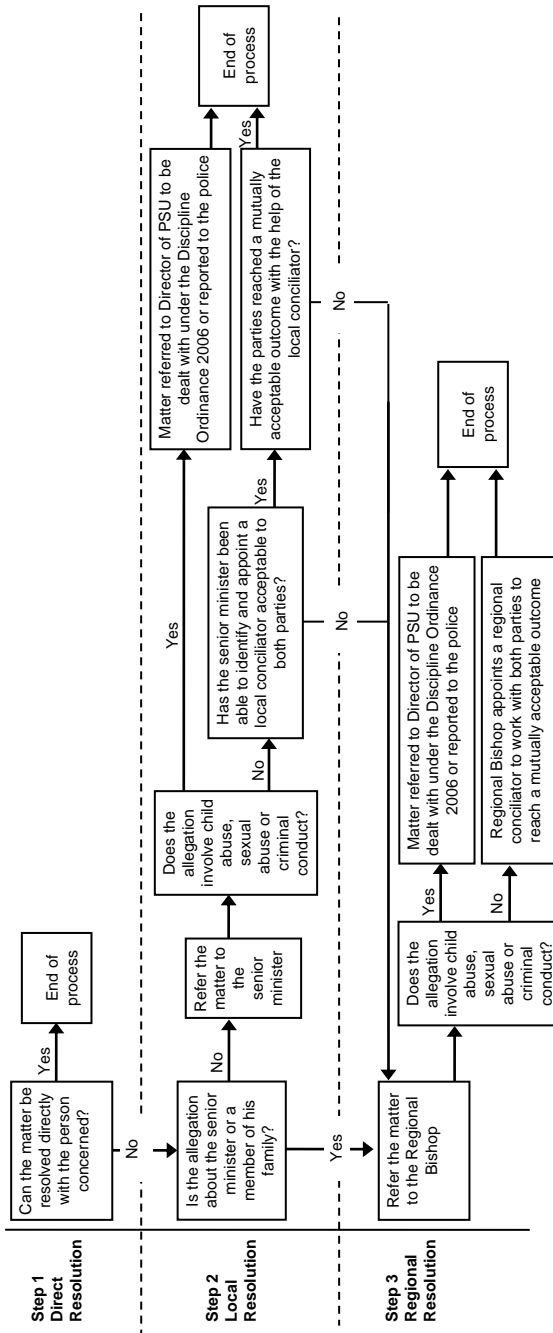 Step 1
Direct
Resolution
Can the matter be
resolved directly
with the person
concerned?
Yes
End of
process
No
Step 2
Local
Resolution
Is the allegation
about the senior
minister or a
member of his
family?
No
Refer the
matter to
the
senior
minister
Does the
allegation
involve child
abuse,
sexual
abuse or
criminal
conduct?
Yes
Matter referred to Director of PSU to be
dealt with under the Discipline
Ordinance 2006 or reported to the police
No
Has the senior minister been
able to identify and appoint a
local conciliator acceptable to
both parties?
Yes
Have the parties reached a mutually
acceptable outcome with the help of the
local conciliator?
Yes
End of
process
No
No
Yes
Step 3
Regional
Resolution
Refer the matter
to the Regional
Bishop
Does the
allegation
involve child
abuse,
sexual
abuse or
criminal
conduct?
Yes
Matter referred to Director of PSU to be
dealt with under the Discipline Ordinance
2006 or reported to the police
No
Regional Bishop appoints a regional
conciliator to work with both parties to
reach a mutually acceptable outcome
End of
process